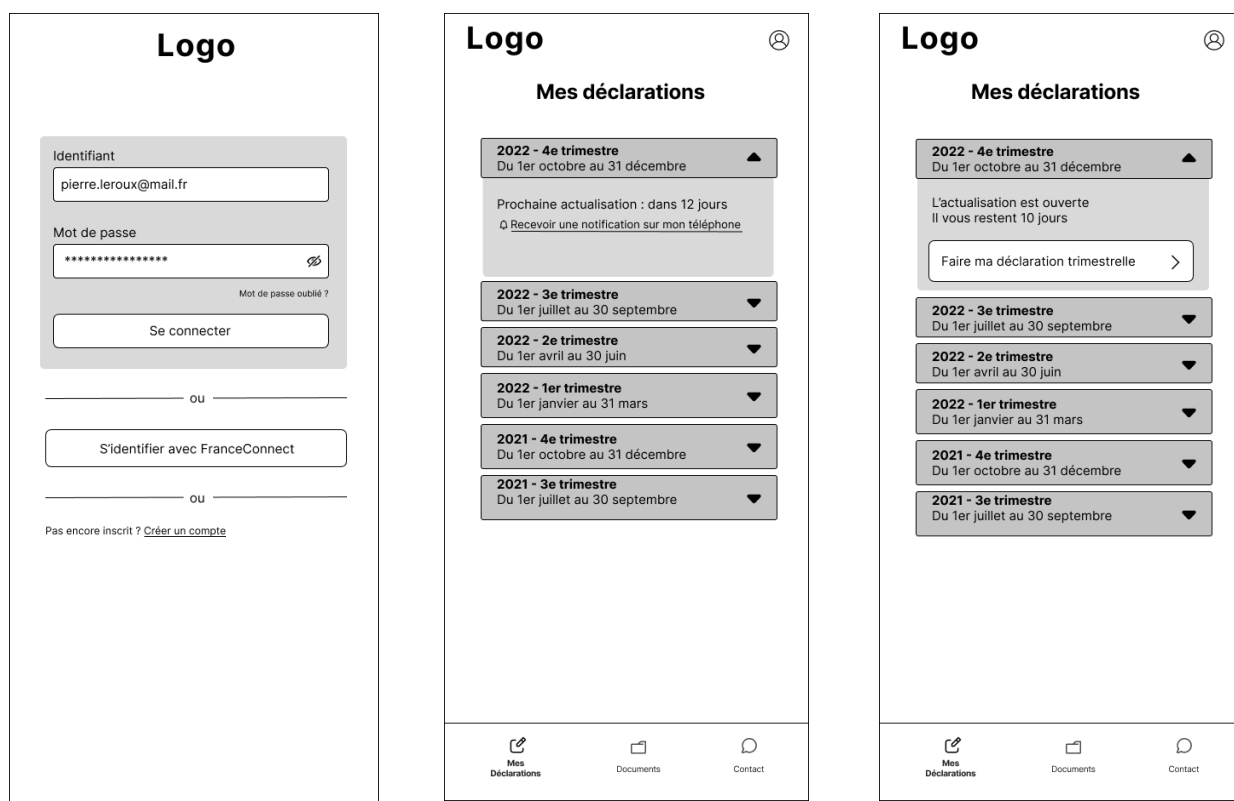 Logo
Identifiant
pierre.leroux@mail.fr
Mot de passe
****************
Mot de passe oublié ?
Se connecter
ou
S'identifier avec FranceConnect
ou
Pas encore inscrit ? Créer un compte
Logo
Mes déclarations
2022 - 4e trimestre
Du 1er octobre au 31 décembre
Prochaine actualisation : dans 12 jours
Recevoir une notification sur mon téléphone
2022 - 3e trimestre
Du 1er juillet au 30 septembre
2022 - 2e trimestre
Du 1er avril au 30 juin
2022 - 1er trimestre
Du 1er janvier au 31 mars
2021 - 4e trimestre
Du 1er octobre au 31 décembre
2021 - 3e trimestre
Du 1er juillet au 30 septembre
Mes
Déclarations
Documents
Contact
Logo
Mes déclarations
2022 - 4e trimestre
Du 1er octobre au 31 décembre
L'actualisation est ouverte
Il vous restent 10 jours
Faire ma déclaration trimestrelle
2022 - 3e trimestre
Du 1er juillet au 30 septembre
2022 - 2e trimestre
Du 1er avril au 30 juin
2022 - 1er trimestre
Du 1er janvier au 31 mars
2021 - 4e trimestre
Du 1er octobre au 31 décembre
2021 - 3e trimestre
Du 1er juillet au 30 septembre
Mes
Déclarations
Documents
Contact